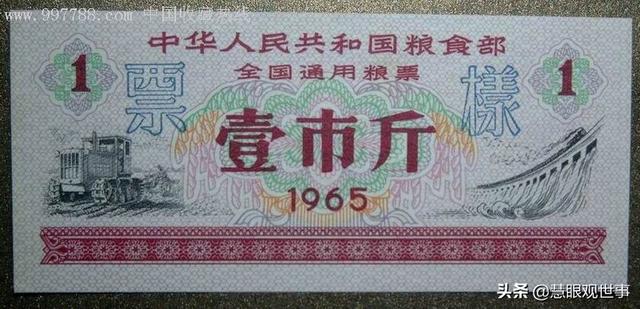 www.997788.com 中国收藏热线
中华人民共和国粮食部
全国通用粮票
1 1
票 樣
壹市斤
1965
头条 @慧眼观世事